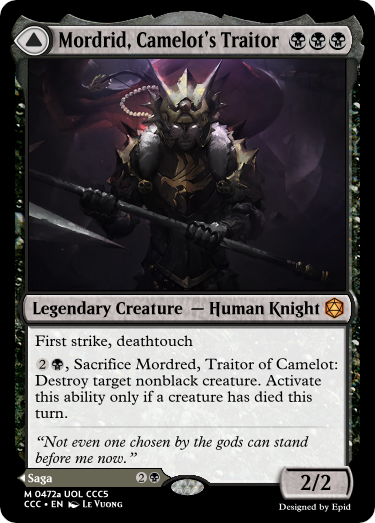 Mordrid, Camelot's Traitor
Legendary Creature — Human Knight
First strike, deathtouch
2, Sacrifice Mordred, Traitor of Camelot:
Destroy target nonblack creature. Activate
this ability only if a creature has died this
turn.
“Not even one chosen by the gods can stand
before me now.”
Saga 2
2/2
M 0472a UOL CCC5
CCC • EN Le Vuong
Designed by Epid